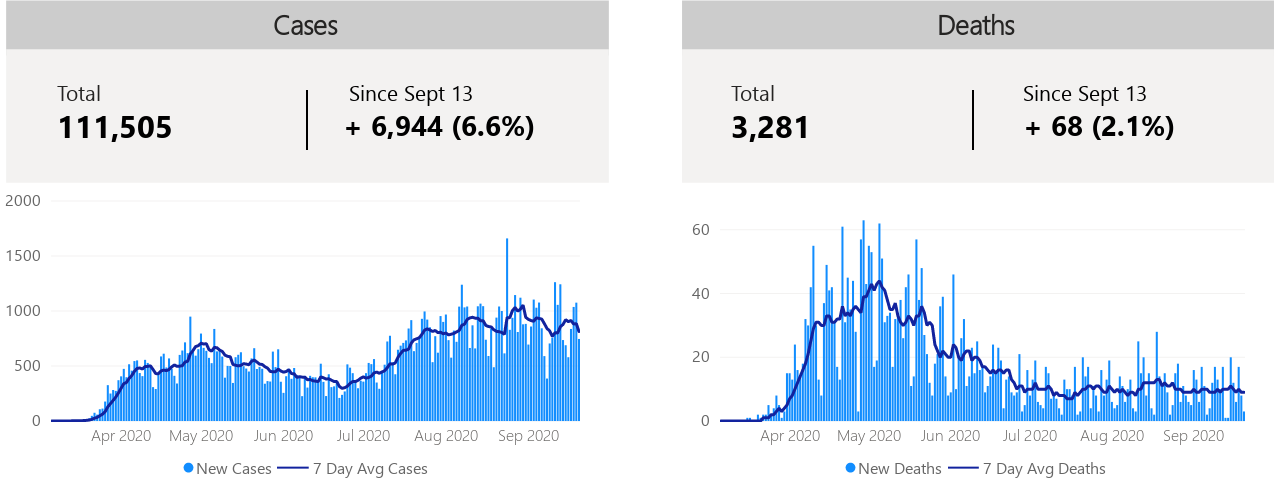 Cases
Total
Since Sept 13
111,505
+ 6,944 (6.6%)
2000
1500
1000
500
0
Apr 2020 May 2020 Jun 2020 Jul 2020 Aug 2020 Sep 2020
New Cases 7 Day Avg Cases
Deaths
Total
Since Sept 13
3,281
+ 68 (2.1%)
60
40
20
0
Apr 2020 May 2020 Jun 2020 Jul 2020 Aug 2020 Sep 2020
New Deaths 7 Day Avg Deaths